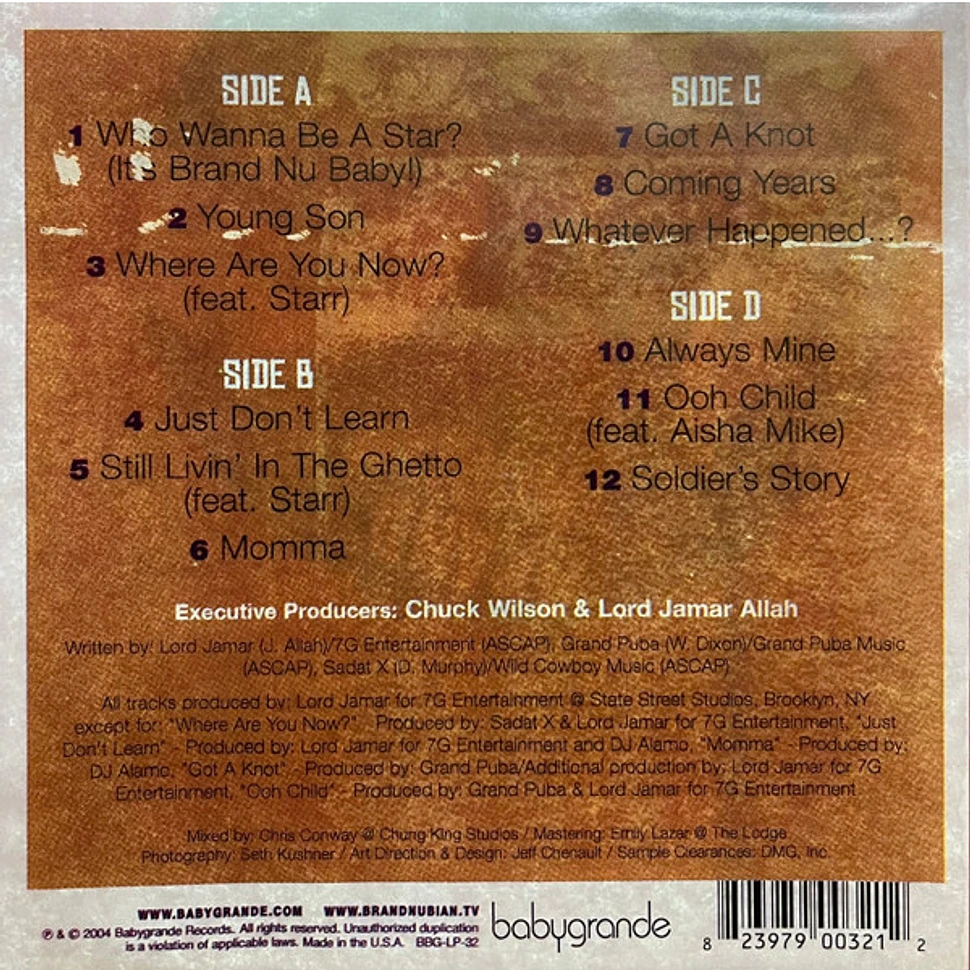 SIDE A
1 Who Wanna Be A Star?
(It's Brand Nu Baby!)
2 Young Son
3 Where Are You Now?
(feat. Starr)
SIDE B
4 Just Don't Learn
5 Still Livin' In The Ghetto
(feat. Starr)
6 Momma
SIDE C
7 Got A Knot
8 Coming Years
9 Whatever Happened...?
SIDE D
10 Always Mine
11 Ooh Child
(feat. Aisha Mike)
12 Soldier's Story
Executive Producers: Chuck Wilson & Lord Jamar Allah
Written by: Lord Jamar (J. Allah)/7G Entertainment (ASCAP), Grand Puba (W. Dixon)/Grand Puba Music
(ASCAP), Sadat X (D. Murphy)/Wild Cowboy Music (ASCAP)
All tracks produced by: Lord Jamar for 7G Entertainment @ State Street Studios, Brooklyn, NY
except for: "Where Are You Now?" - Produced by: Sadat X & Lord Jamar for 7G Entertainment, "Just
Don't Learn" - Produced by: Lord Jamar for 7G Entertainment and DJ Alamo, "Momma" - Produced by:
DJ Alamo, "Got A Knot" - Produced by: Grand Puba/Additional production by: Lord Jamar for 7G
Entertainment, "Ooh Child" - Produced by: Grand Puba & Lord Jamar for 7G Entertainment
Mixed by: Chris Conway @ Chung King Studios / Mastering: Emily Lazar @ The Lodge
Photography: Seth Kushner / Art Direction & Design: Jeff Chenault / Sample Clearances: DMG, Inc.
WWW.BABYGRANDE.COM WWW.BRANDNUBIAN.TV
℗ & © 2004 Babygrande Records. All rights reserved. Unauthorized duplication
is a violation of applicable laws. Made in the U.S.A. BBG-LP-32
babygrande
8 23979 00321 2